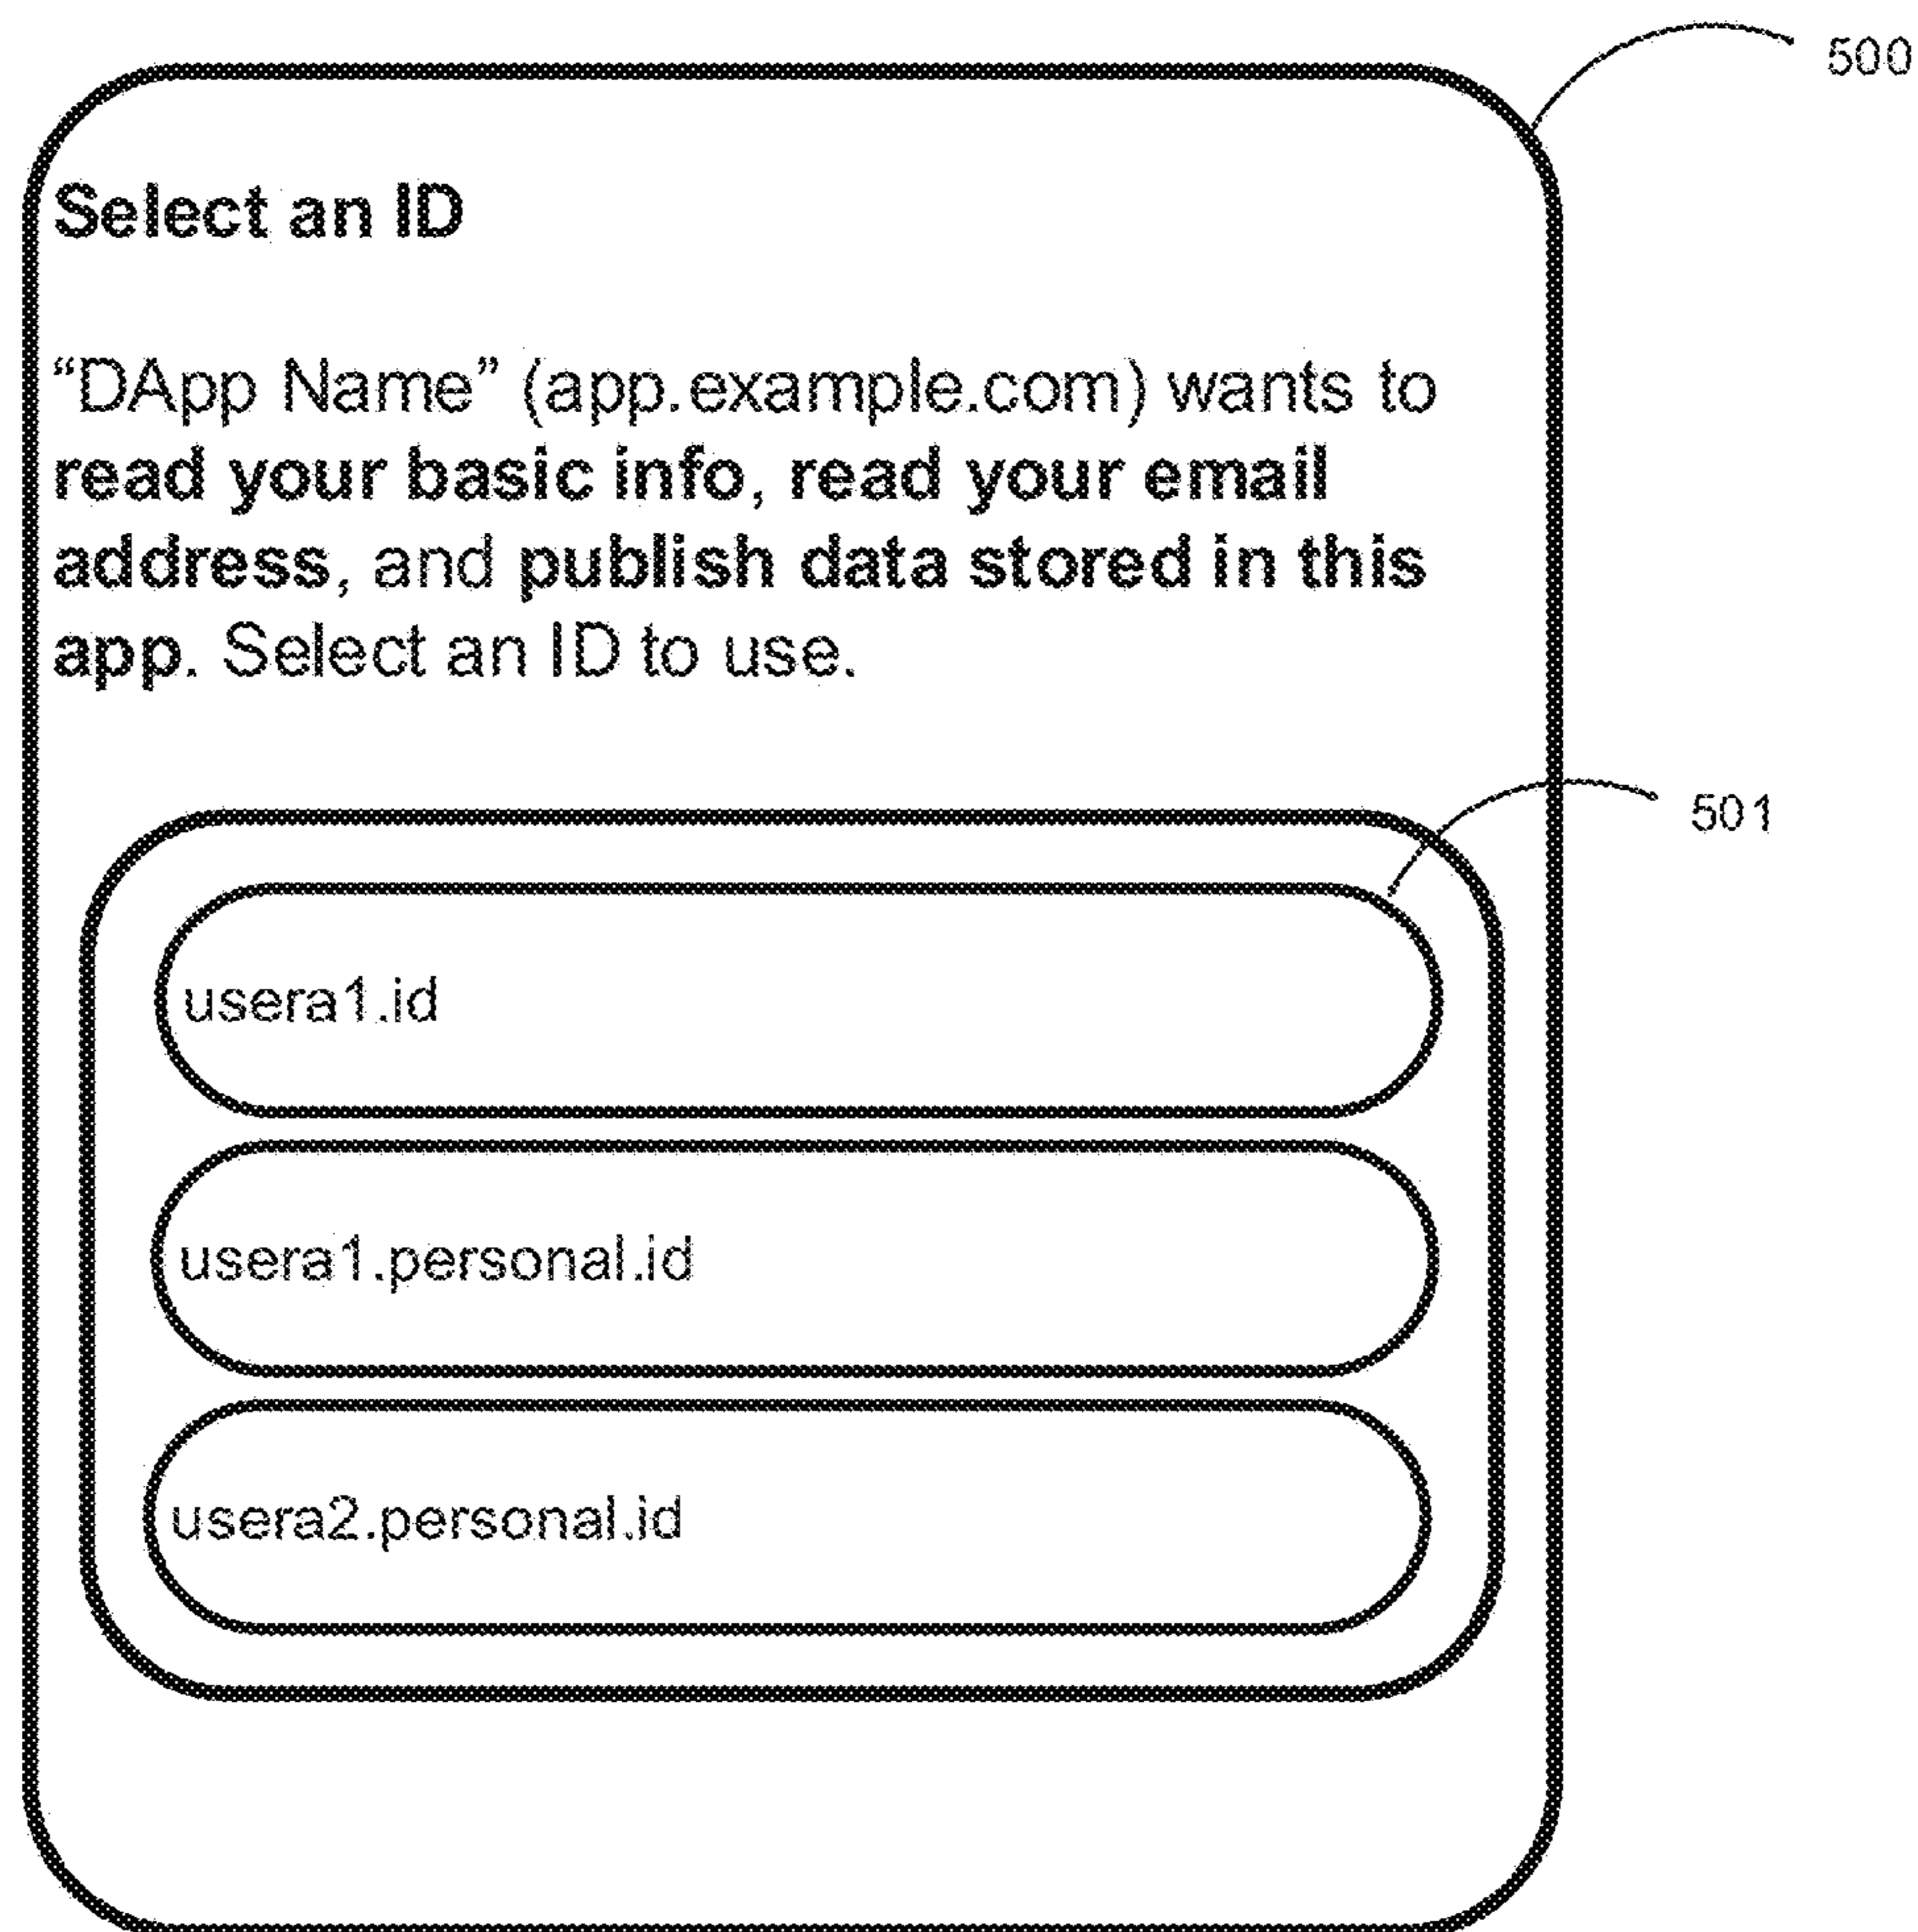 500
Select an ID
“DApp Name” (app.example.com) wants to
read your basic info, read your email
address, and publish data stored in this
app. Select an ID to use.
501
usera1.id
usera1.personal.id
usera2.personal.id